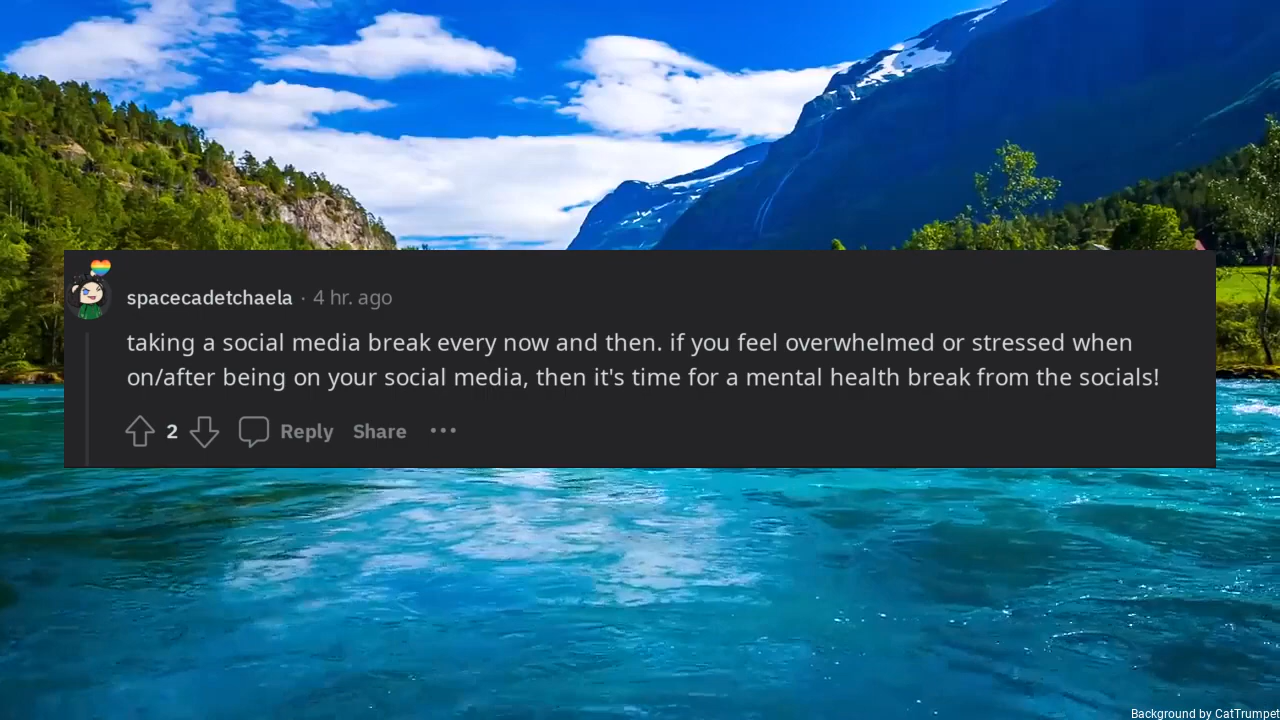 spacecadetchaela · 4 hr. ago
taking a social media break every now and then. if you feel overwhelmed or stressed when
on/after being on your social media, then it's time for a mental health break from the socials!
2 Reply Share ···
Background by CatTrumpet